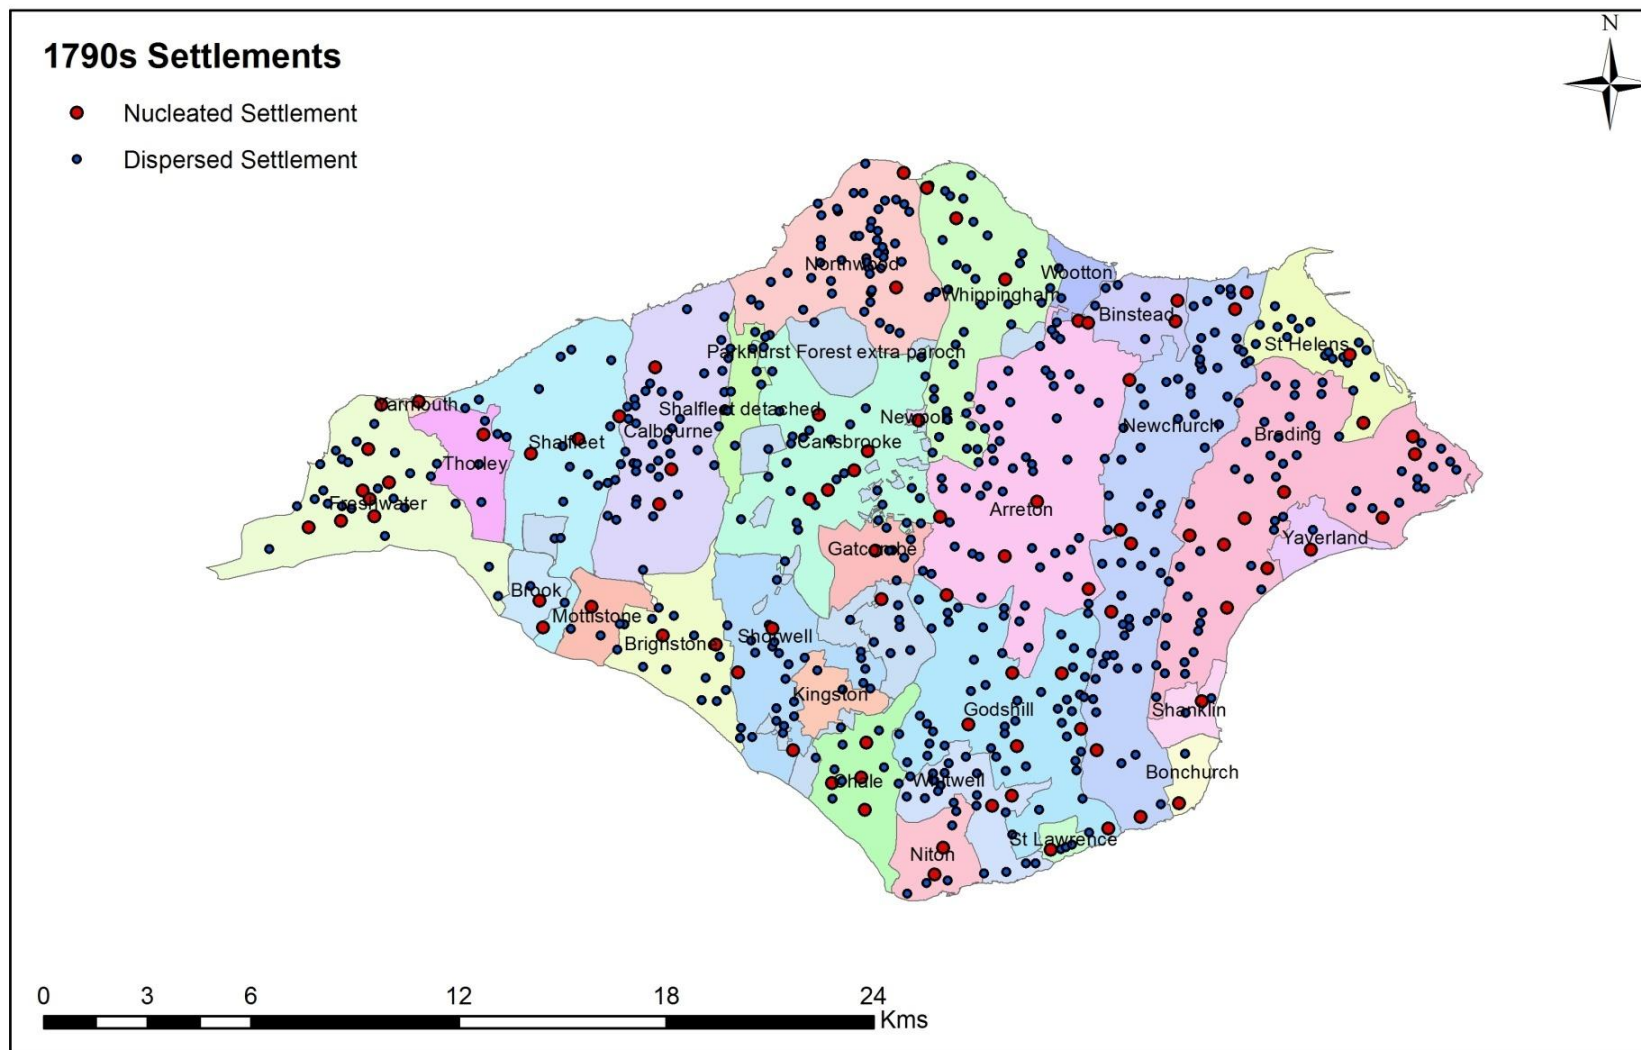 1790s Settlements
N
Nucleated Settlement
Dispersed Settlement
Northwood
Wootton
Whippingham
Binstead
St Helens
Parkhurst Forest extra paroch
Yarmouth
Shalfleet detached
Newport
Newchurch
Brading
Calbourne
Shalfleet
Carisbrooke
Thorley
Freshwater
Arreton
Yaverland
Gatcombe
Brook
Mottistone
Brighstone
Shorwell
Kingston
Godshill
Shanklin
Bonchurch
Chale
Whitwell
St Lawrence
Niton
0 3 6 12 18 24
Kms